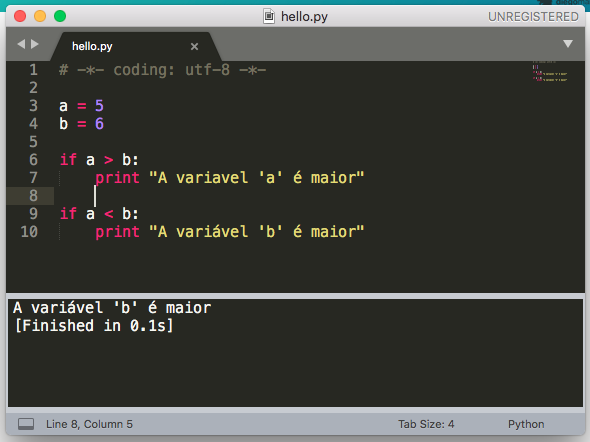 hello.py
UNREGISTERED
hello.py
1 # -*- coding: utf-8 -*-
2
3 a = 5
4 b = 6
5
6 if a > b:
7 print "A variavel 'a' é maior"
8
9 if a < b:
10 print "A variável 'b' é maior"
A variável 'b' é maior
[Finished in 0.1s]
Line 8, Column 5
Tab Size: 4
Python